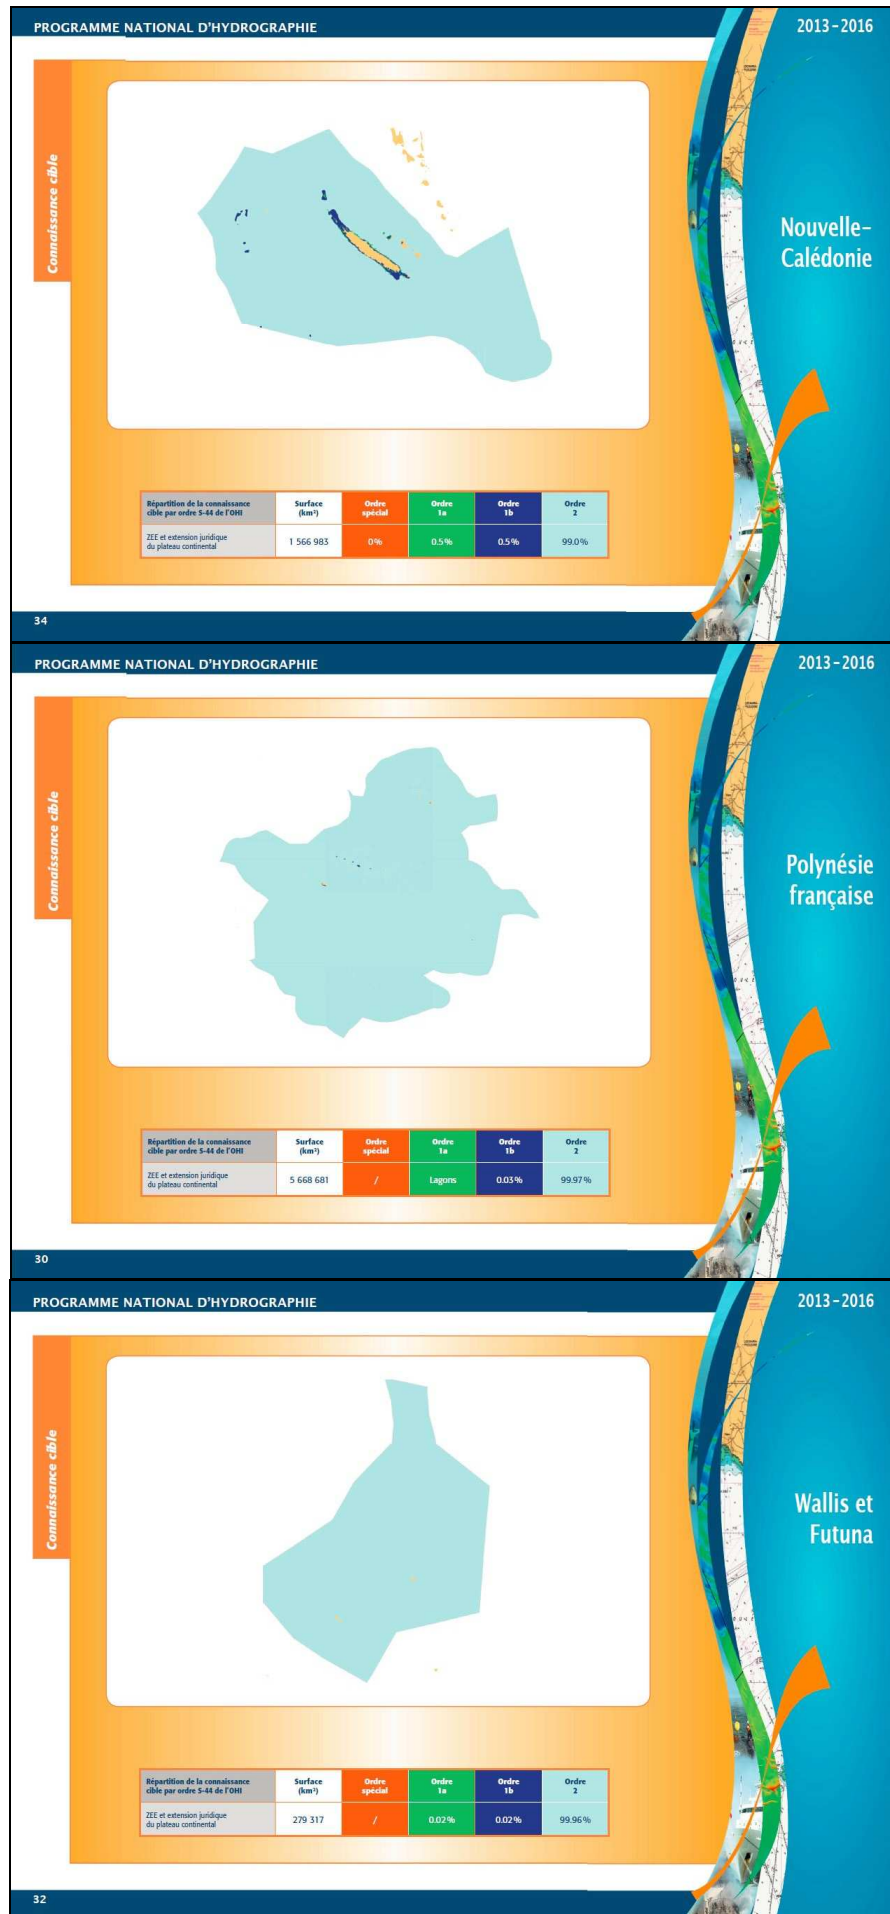 PROGRAMME NATIONAL D'HYDROGRAPHIE
2013–2016
Connaissance cible
Nouvelle-
Calédonie
Répartition de la connaissance
cible par ordre S-44 de l'OHI
Surface
(km²)
Ordre
spécial
Ordre
1a
Ordre
1b
Ordre
2
ZEE et extension juridique
du plateau continental
1 566 983
0%
0.5%
0.5%
99.0%
34
PROGRAMME NATIONAL D'HYDROGRAPHIE
2013–2016
Connaissance cible
Polynésie
française
Répartition de la connaissance
cible par ordre S-44 de l'OHI
Surface
(km²)
Ordre
spécial
Ordre
1a
Ordre
1b
Ordre
2
ZEE et extension juridique
du plateau continental
5 668 681
/
Lagons
0.03%
99.97%
30
PROGRAMME NATIONAL D'HYDROGRAPHIE
2013–2016
Connaissance cible
Wallis et
Futuna
Répartition de la connaissance
cible par ordre S-44 de l'OHI
Surface
(km²)
Ordre
spécial
Ordre
1a
Ordre
1b
Ordre
2
ZEE et extension juridique
du plateau continental
279 317
/
0.02%
0.02%
99.96%
32